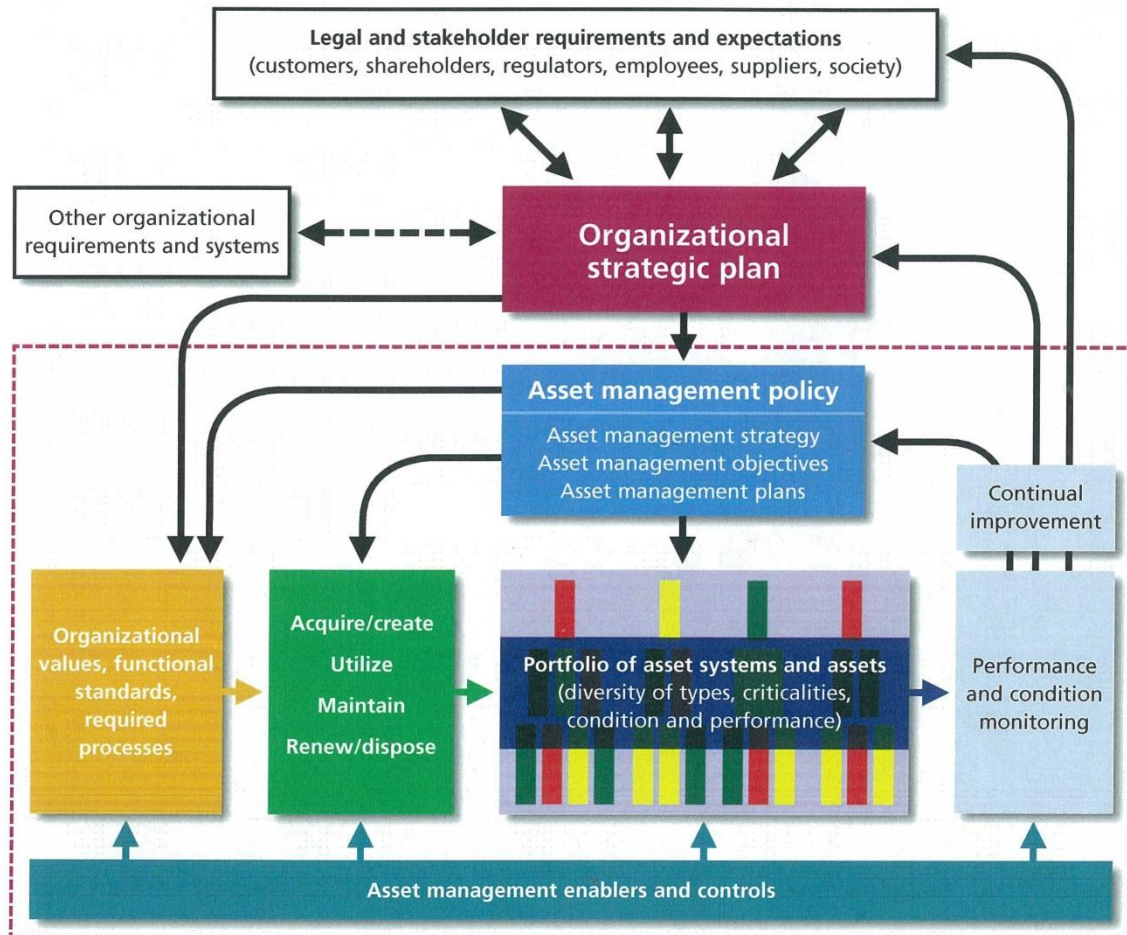 Legal and stakeholder requirements and expectations
(customers, shareholders, regulators, employees, suppliers, society)
Other organizational
requirements and systems
Organizational
strategic plan
Asset management policy
Asset management strategy
Asset management objectives
Asset management plans
Continual
improvement
Organizational
values, functional
standards,
required
processes
Acquire/create
Utilize
Maintain
Renew/dispose
Portfolio of asset systems and assets
(diversity of types, criticalities,
condition and performance)
Performance
and condition
monitoring
Asset management enablers and controls